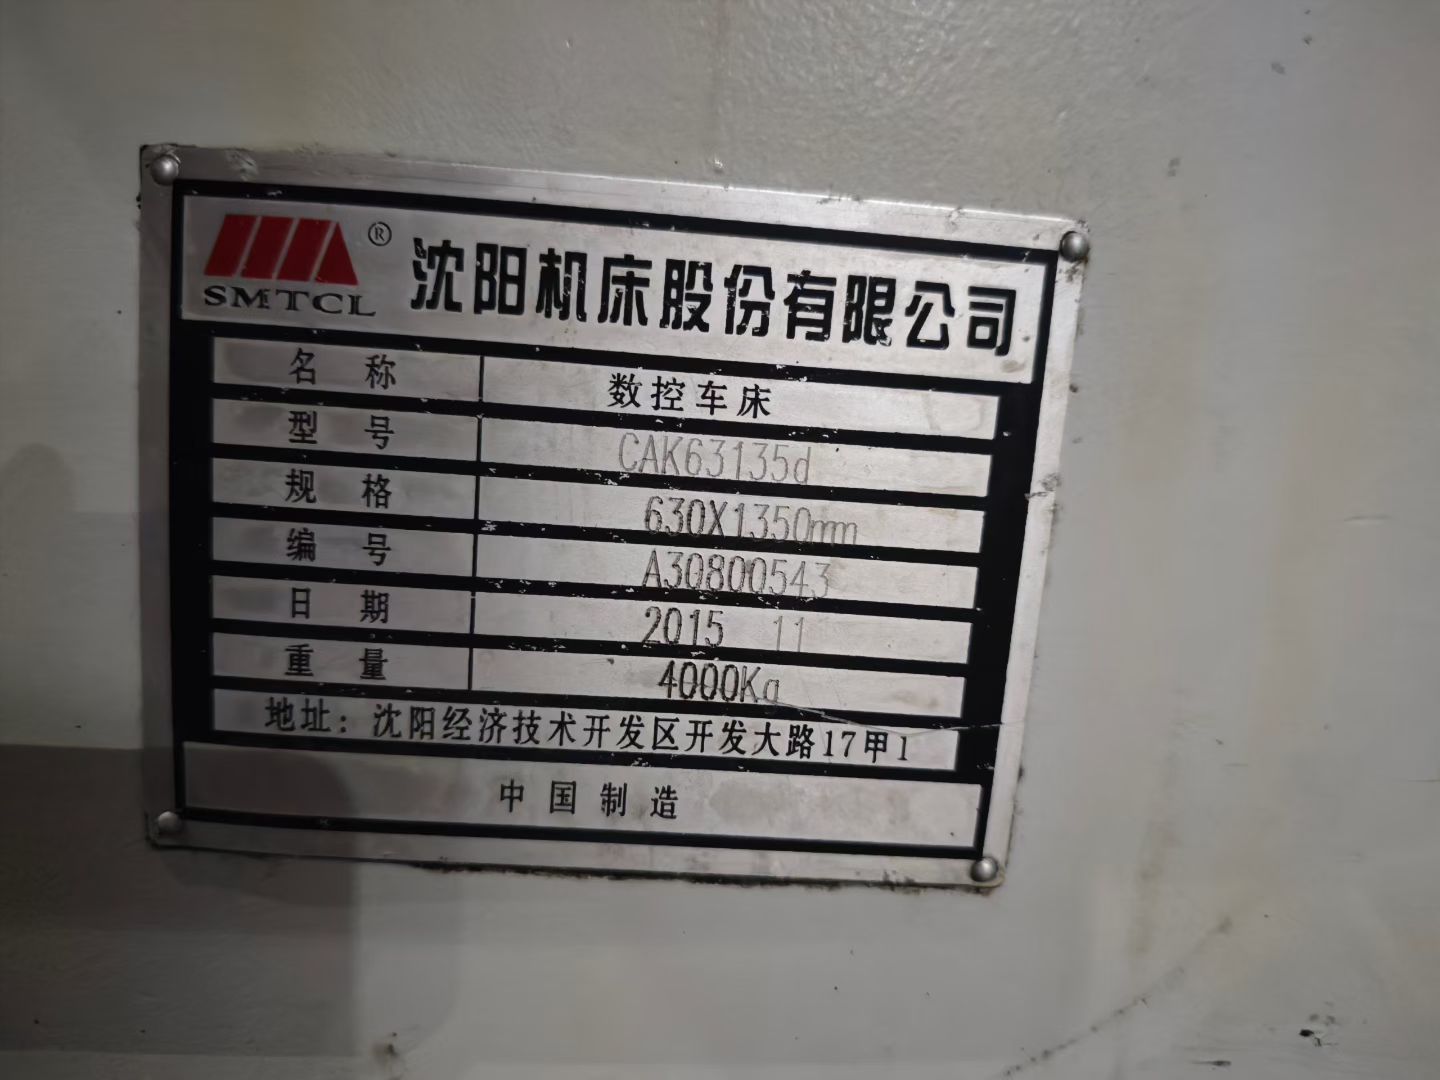 SMTCL ® 沈阳机床股份有限公司
名 称 数控车床
型 号 CAK63135d
规 格 630X1350mm
编 号 A30800543
日 期 2015 11
重 量 4000Kg
地址：沈阳经济技术开发区开发大路17甲1
中国制造